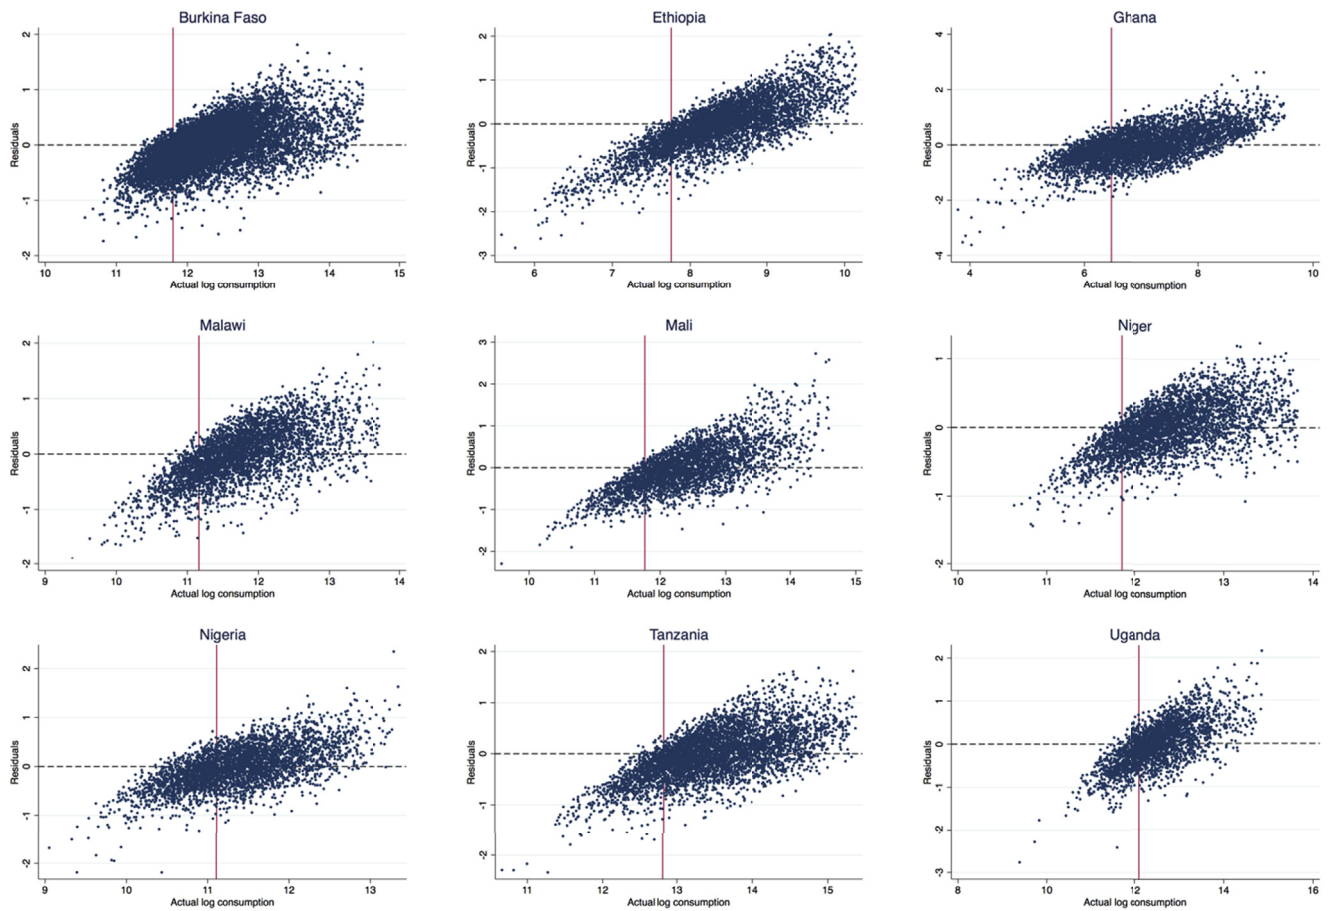 Burkina Faso
2
1
0
-1
-2
Residuals
10 11 12 13 14 15
Actual log consumption
Ethiopia
2
1
0
-1
-2
-3
Residuals
6 7 8 9 10
Actual log consumption
Ghana
4
2
0
-2
-4
Residuals
4 6 8 10
Actual log consumption
Malawi
2
1
0
-1
-2
Residuals
9 10 11 12 13 14
Actual log consumption
Mali
3
2
1
0
-1
-2
Residuals
10 11 12 13 14 15
Actual log consumption
Niger
1
0
-1
-2
Residuals
10 11 12 13 14
Actual log consumption
Nigeria
2
1
0
-1
-2
Residuals
9 10 11 12 13
Actual log consumption
Tanzania
2
1
0
-1
-2
Residuals
11 12 13 14 15
Actual log consumption
Uganda
2
1
0
-1
-2
-3
Residuals
8 10 12 14 16
Actual log consumption